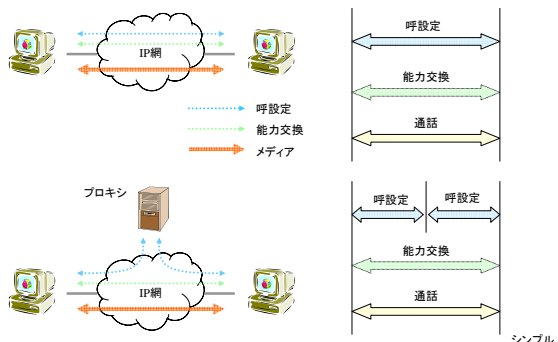 IP網
呼設定
能力交換
メディア
呼設定
能力交換
通話
プロキシ
IP網
呼設定 呼設定
能力交換
通話
シンプル